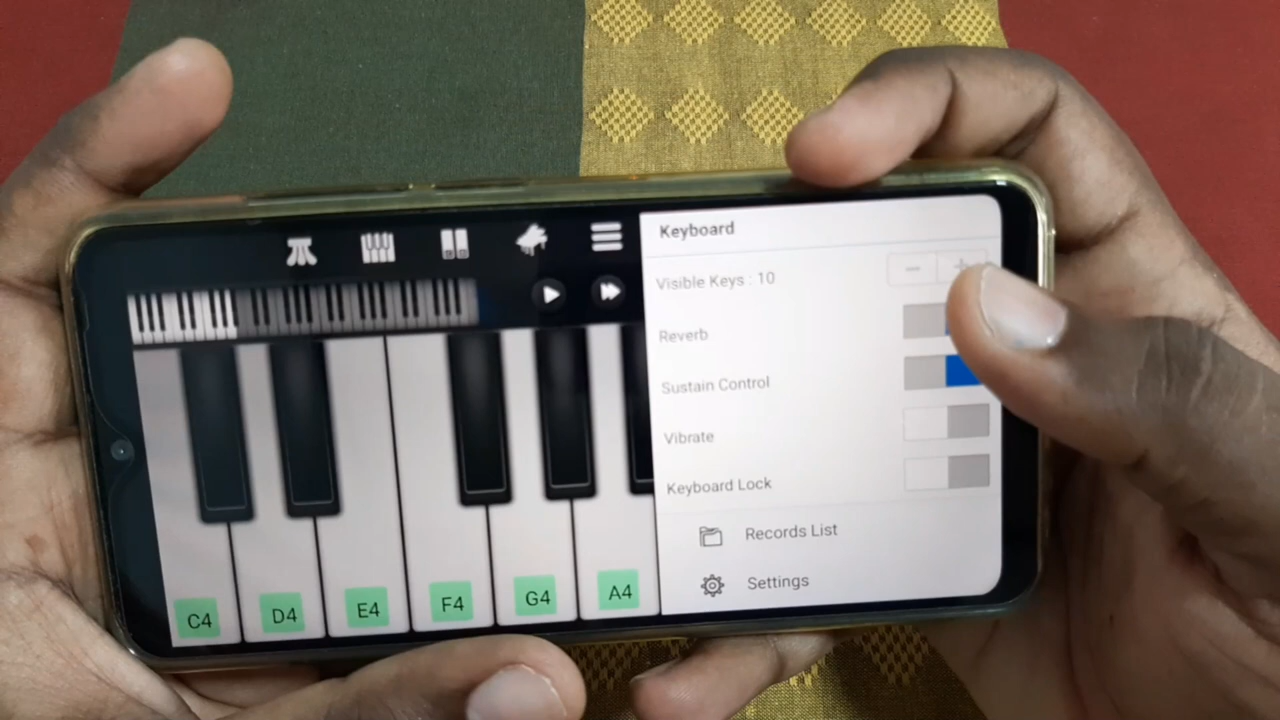 Keyboard
Visible Keys : 10
Reverb
Sustain Control
Vibrate
Keyboard Lock
Records List
Settings
C4 D4 E4 F4 G4 A4